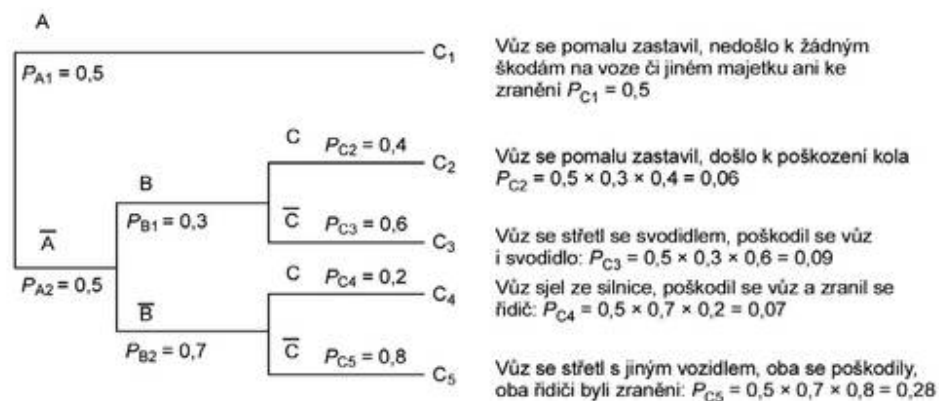 A
P_A1 = 0,5
C_1
Vůz se pomalu zastavil, nedošlo k žádným
škodám na voze či jiném majetku ani ke
zranění P_C1 = 0,5
C
P_C2 = 0,4
C_2
Vůz se pomalu zastavil, došlo k poškození kola
P_C2 = 0,5 × 0,3 × 0,4 = 0,06
B
P_B1 = 0,3
C̅
P_C3 = 0,6
C_3
Vůz se střetl se svodidlem, poškodil se vůz
i svodidlo: P_C3 = 0,5 × 0,3 × 0,6 = 0,09
A̅
P_A2 = 0,5
C
P_C4 = 0,2
C_4
Vůz sjel ze silnice, poškodil se vůz a zranil se
řidič: P_C4 = 0,5 × 0,7 × 0,2 = 0,07
B̅
P_B2 = 0,7
C̅
P_C5 = 0,8
C_5
Vůz se střetl s jiným vozidlem, oba se poškodily,
oba řidiči byli zraněni: P_C5 = 0,5 × 0,7 × 0,8 = 0,28